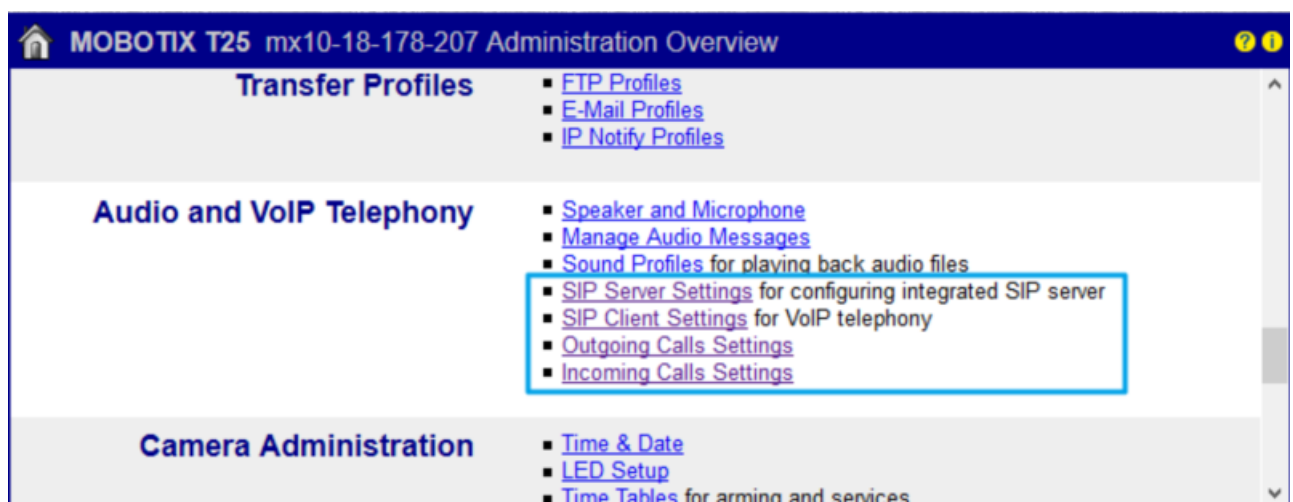 MOBOTIX T25 mx10-18-178-207 Administration Overview
? i
Transfer Profiles
FTP Profiles
E-Mail Profiles
IP Notify Profiles
Audio and VoIP Telephony
Speaker and Microphone
Manage Audio Messages
Sound Profiles for playing back audio files
SIP Server Settings for configuring integrated SIP server
SIP Client Settings for VoIP telephony
Outgoing Calls Settings
Incoming Calls Settings
Camera Administration
Time & Date
LED Setup
Time Tables for arming and services